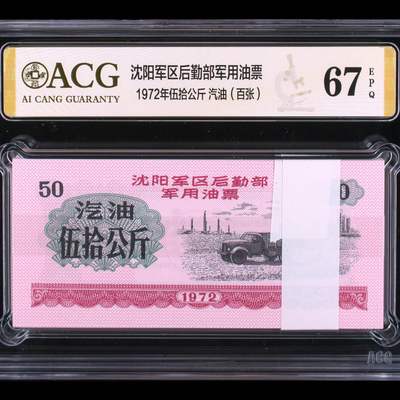 ACG
AI CANG GUARANTY
沈阳军区后勤部军用油票
1972年伍拾公斤 汽油（百张）
67
EPQ
50
沈阳军区后勤部
军用油票
0
汽油
伍拾公斤
1972
ACG